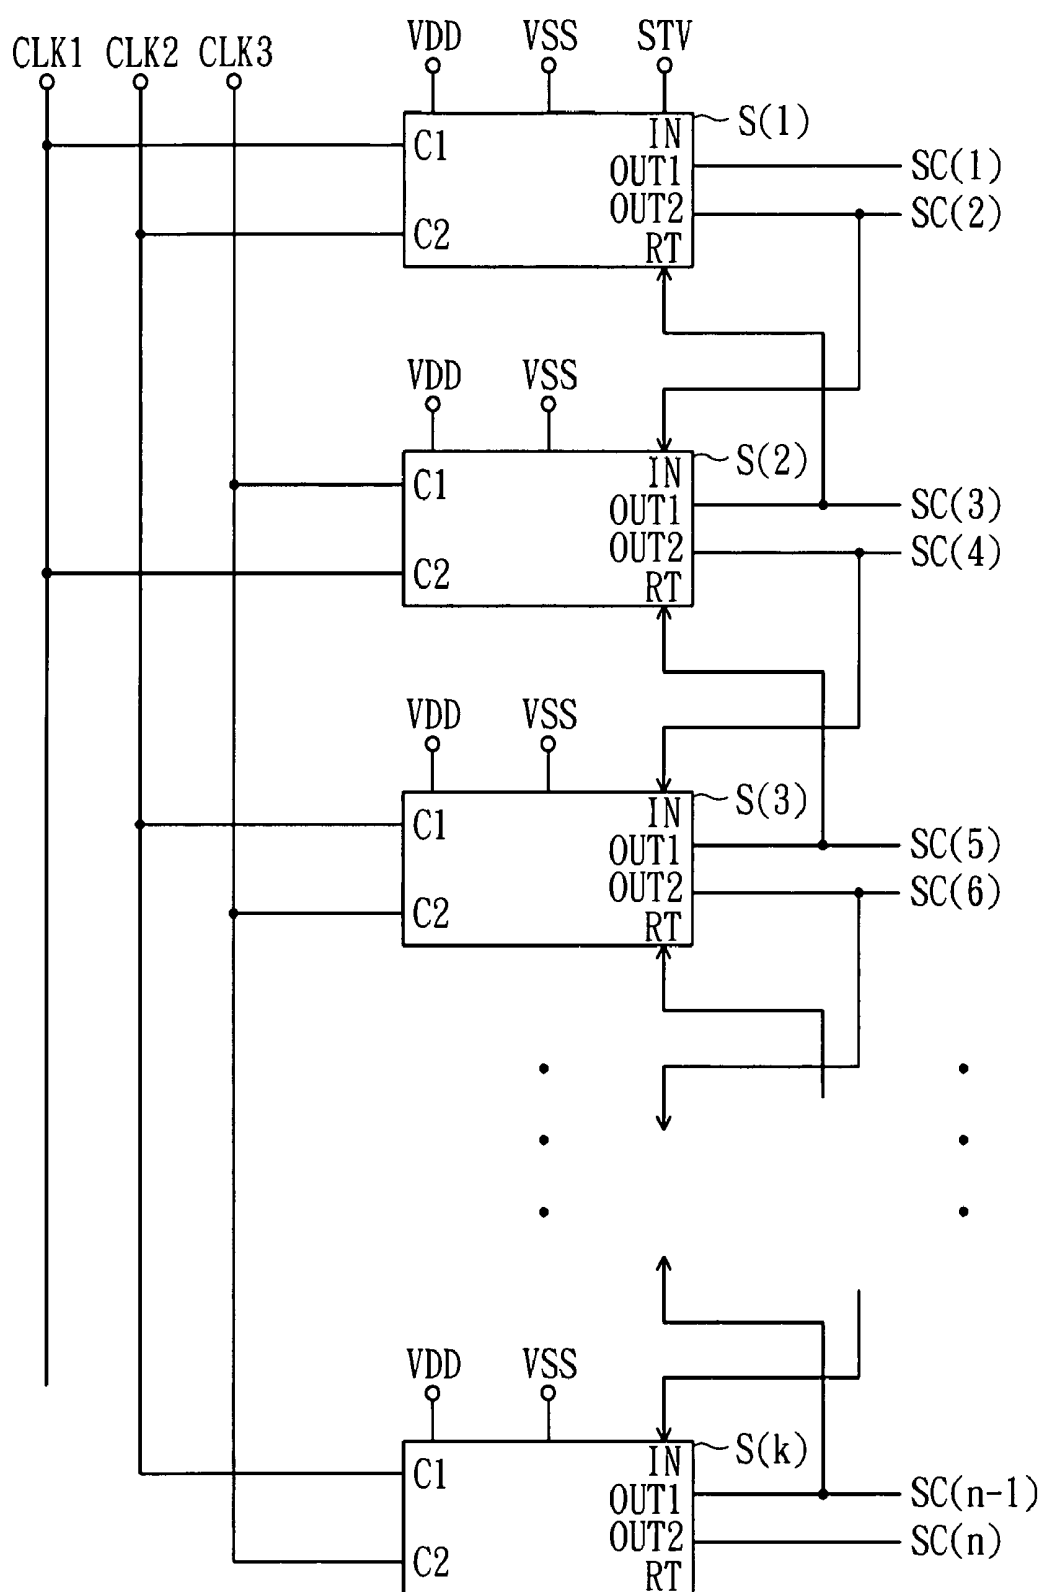 CLK1 CLK2 CLK3
VDD VSS STV
S(1)
C1 IN
OUT1 SC(1)
OUT2 SC(2)
C2
RT
VDD VSS
S(2)
C1 IN
OUT1 SC(3)
OUT2 SC(4)
C2
RT
VDD VSS
S(3)
C1 IN
OUT1 SC(5)
OUT2 SC(6)
C2
RT
VDD VSS
S(k)
C1 IN
OUT1 SC(n-1)
OUT2 SC(n)
C2
RT